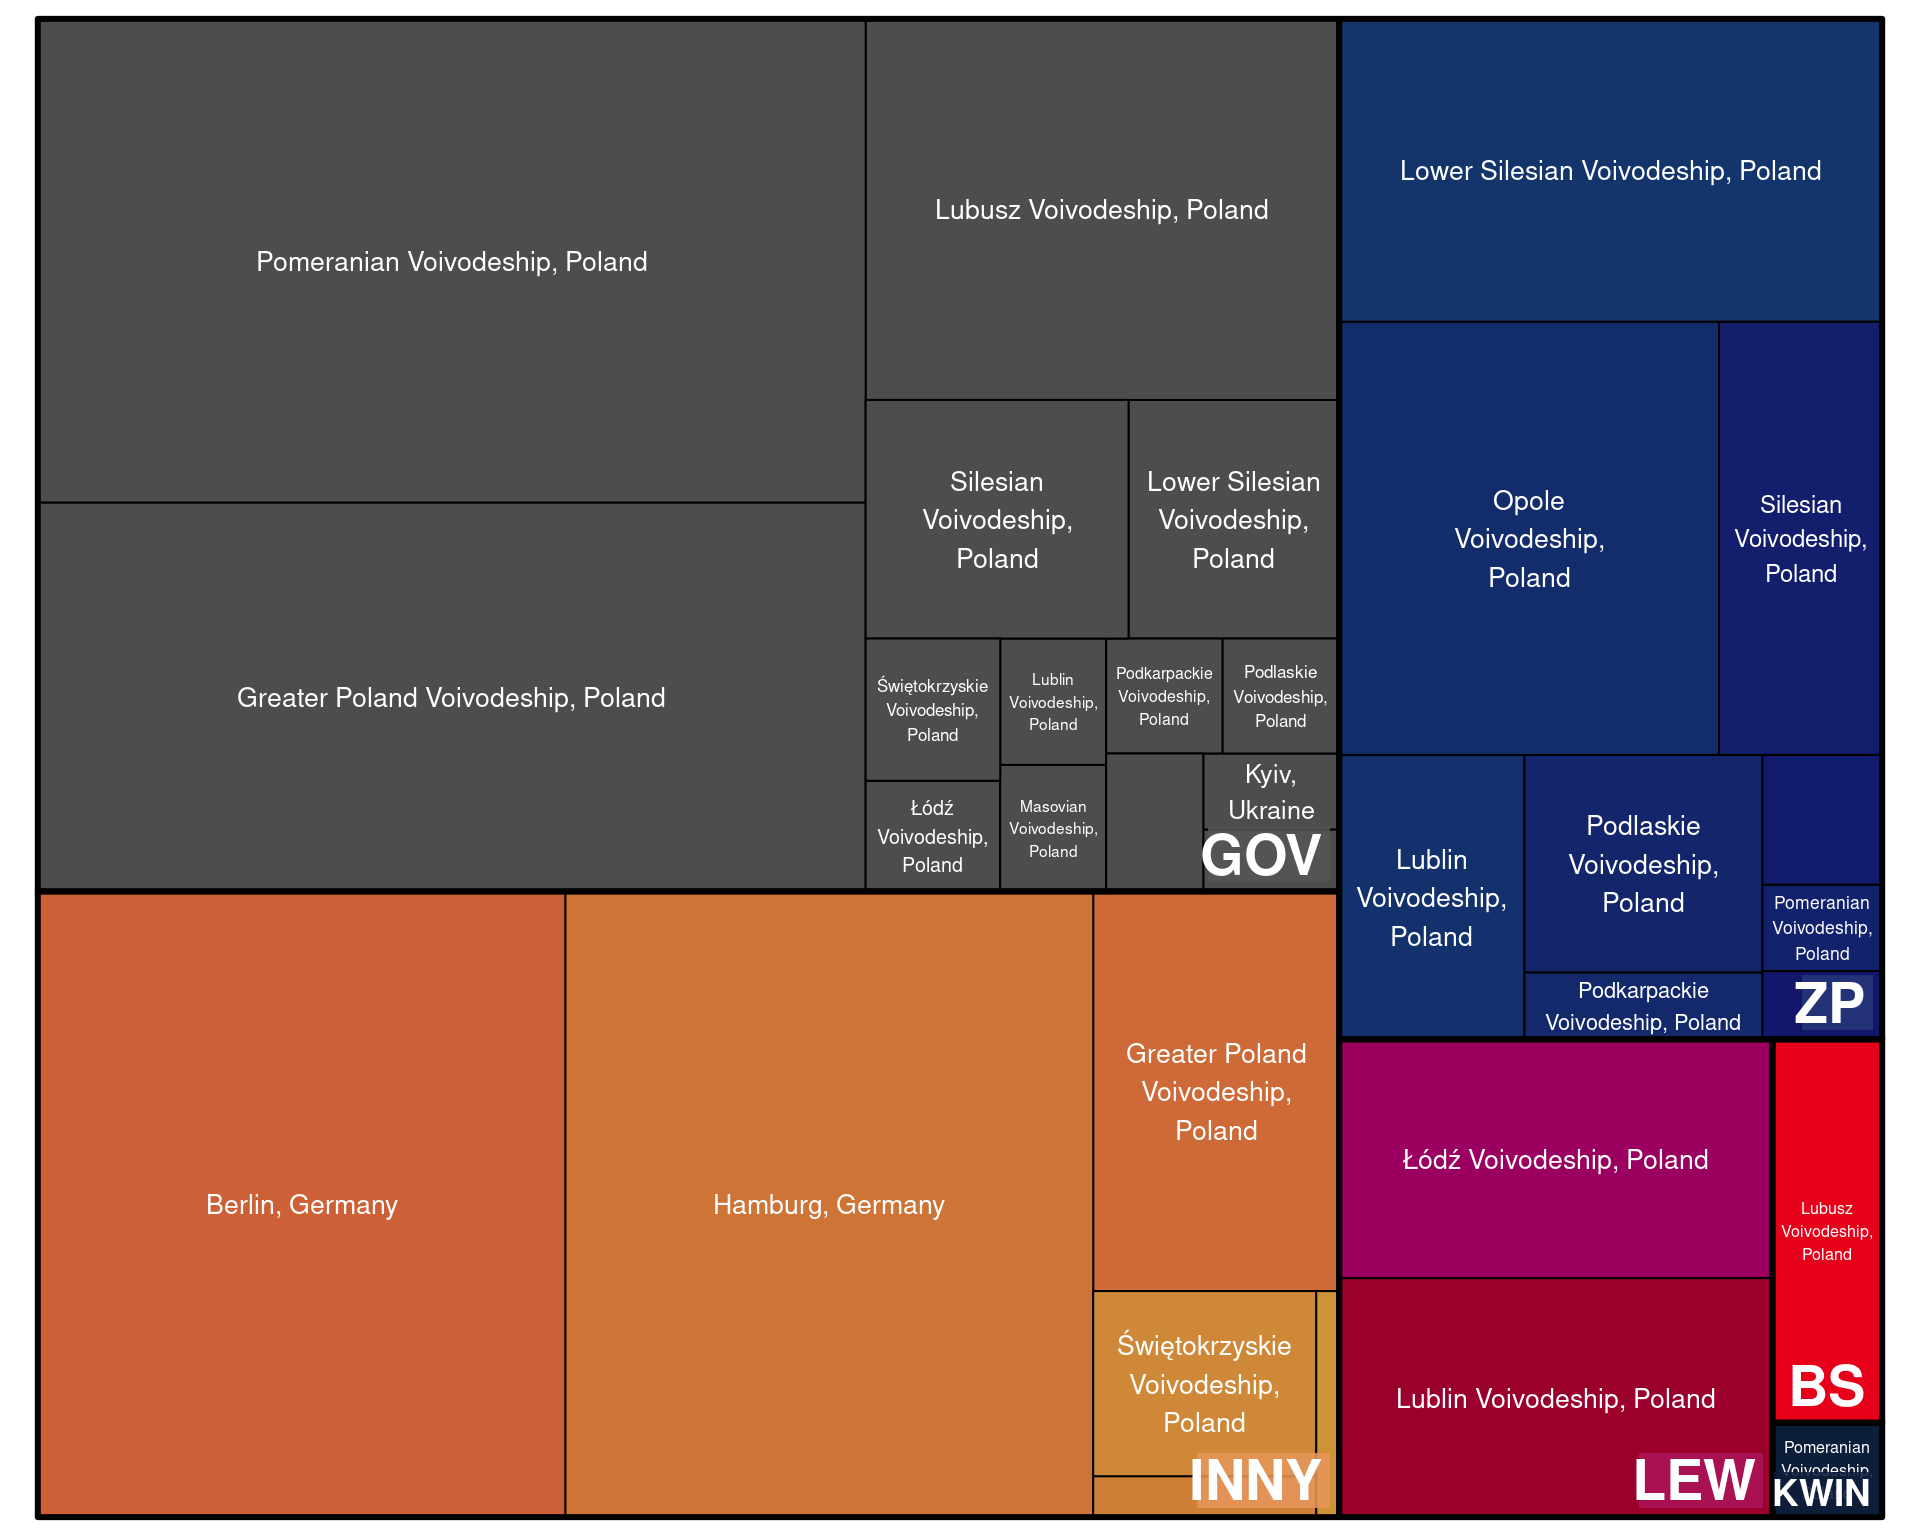 Pomeranian Voivodeship, Poland
Greater Poland Voivodeship, Poland
Lubusz Voivodeship, Poland
Silesian
Voivodeship,
Poland
Lower Silesian
Voivodeship,
Poland
Świętokrzyskie
Voivodeship,
Poland
Łódź
Voivodeship,
Poland
Lublin
Voivodeship,
Poland
Masovian
Voivodeship,
Poland
Podkarpackie
Voivodeship,
Poland
Podlaskie
Voivodeship,
Poland
Kyiv,
Ukraine
GOV
Berlin, Germany
Hamburg, Germany
Greater Poland
Voivodeship,
Poland
Świętokrzyskie
Voivodeship,
Poland
INNY
Lower Silesian Voivodeship, Poland
Opole
Voivodeship,
Poland
Silesian
Voivodeship,
Poland
Lublin
Voivodeship,
Poland
Podlaskie
Voivodeship,
Poland
Podkarpackie
Voivodeship, Poland
Pomeranian
Voivodeship,
Poland
ZP
Łódź Voivodeship, Poland
Lublin Voivodeship, Poland
LEW
Lubusz
Voivodeship,
Poland
BS
Pomeranian
Voivodeship,
KWIN